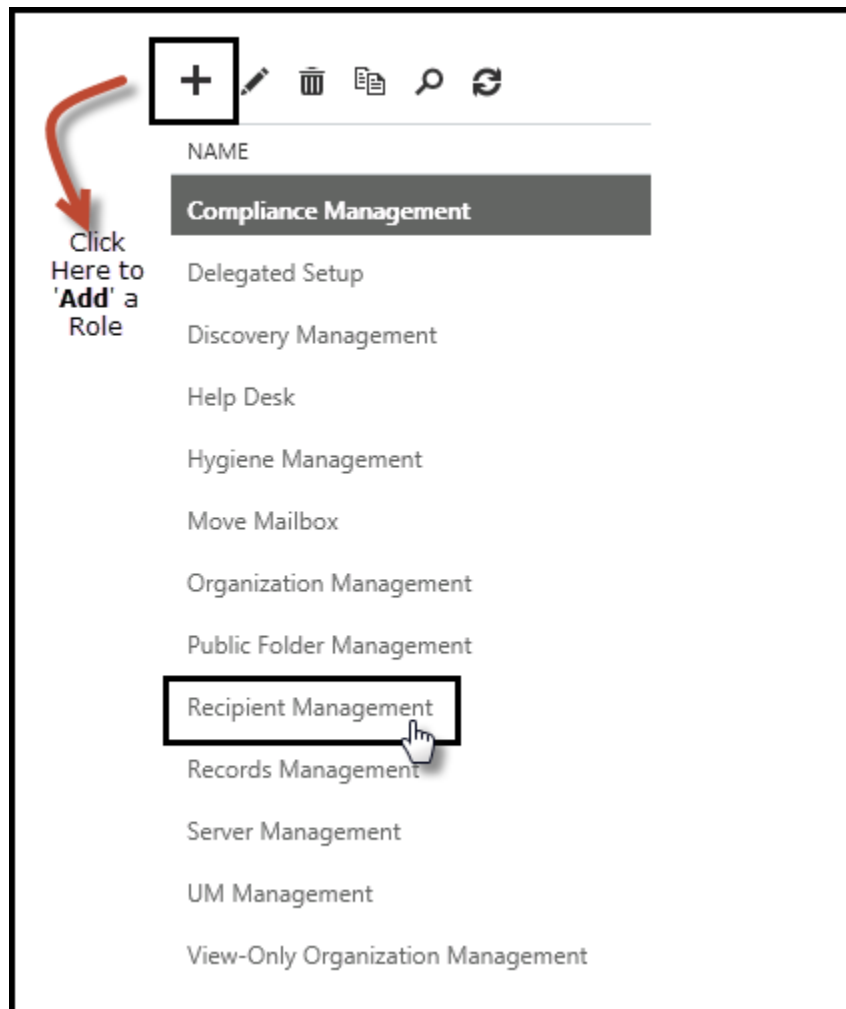 NAME
Compliance Management
Click
Here to
'Add' a
Role
Delegated Setup
Discovery Management
Help Desk
Hygiene Management
Move Mailbox
Organization Management
Public Folder Management
Recipient Management
Records Management
Server Management
UM Management
View-Only Organization Management